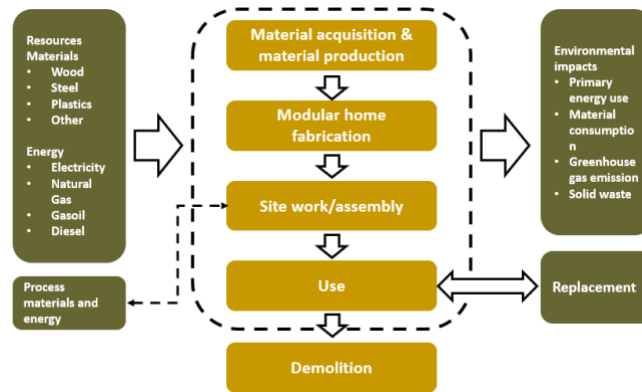 Resources
Materials
• Wood
• Steel
• Plastics
• Other
Energy
• Electricity
• Natural
Gas
• Gasoil
• Diesel
Process
materials and
energy
Material acquisition &
material production
Modular home
fabrication
Site work/assembly
Use
Demolition
Environmental
impacts
• Primary
energy use
• Material
consumptio
n
• Greenhouse
gas emission
• Solid waste
Replacement